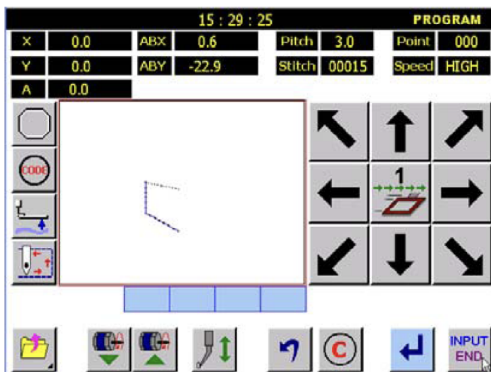 15 : 29 : 25 PROGRAM
X 0.0 ABX 0.6 Pitch 3.0 Point 000
Y 0.0 ABY -22.9 Stitch 00015 Speed HIGH
A 0.0
CODE
1
C
INPUT
END